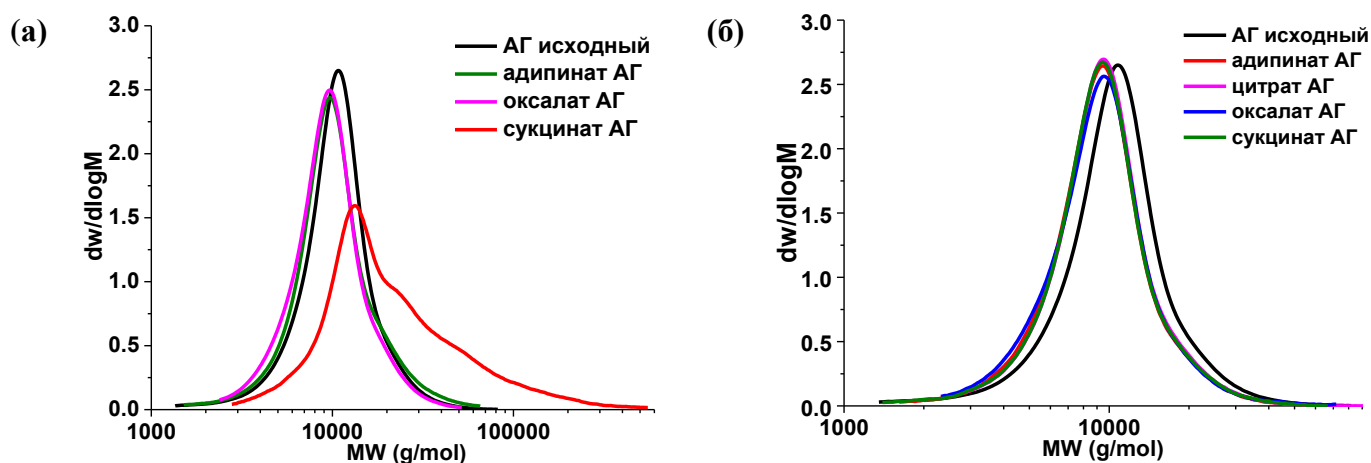 (а)
3.0
2.5
2.0
1.5
1.0
0.5
0.0
dw/dlogM
АГ исходный
адипинат АГ
оксалат АГ
сукцинат АГ
1000
10000
100000
MW (g/mol)
(б)
3.0
2.5
2.0
1.5
1.0
0.5
0.0
dw/dlogM
АГ исходный
адипинат АГ
цитрат АГ
оксалат АГ
сукцинат АГ
1000
10000
MW (g/mol)